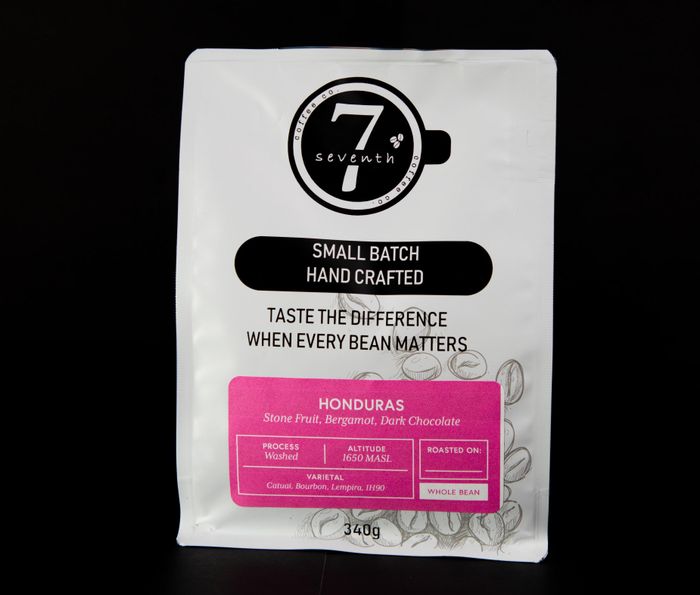 coffee co.
7
seventh
coffee co.
SMALL BATCH
HAND CRAFTED
TASTE THE DIFFERENCE
WHEN EVERY BEAN MATTERS
HONDURAS
Stone Fruit, Bergamot, Dark Chocolate
PROCESS
Washed
ALTITUDE
1650 MASL
ROASTED ON:
VARIETAL
Catuai, Bourbon, Lempira, IH90
WHOLE BEAN
340g